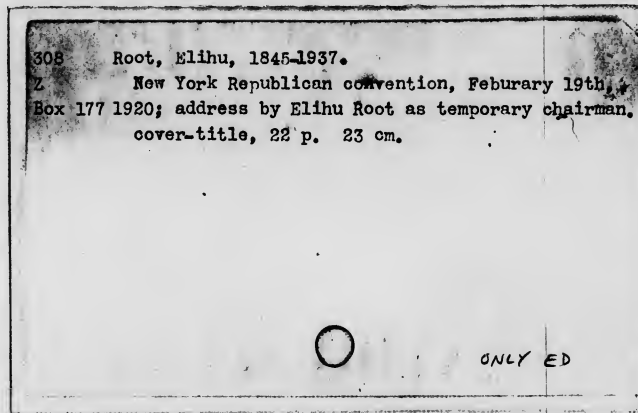 308 Root, Elihu, 1845-1937.
Z New York Republican convention, Feburary 19th,
Box 177 1920; address by Elihu Root as temporary chairman.
cover-title, 22 p. 23 cm.
ONLY ED